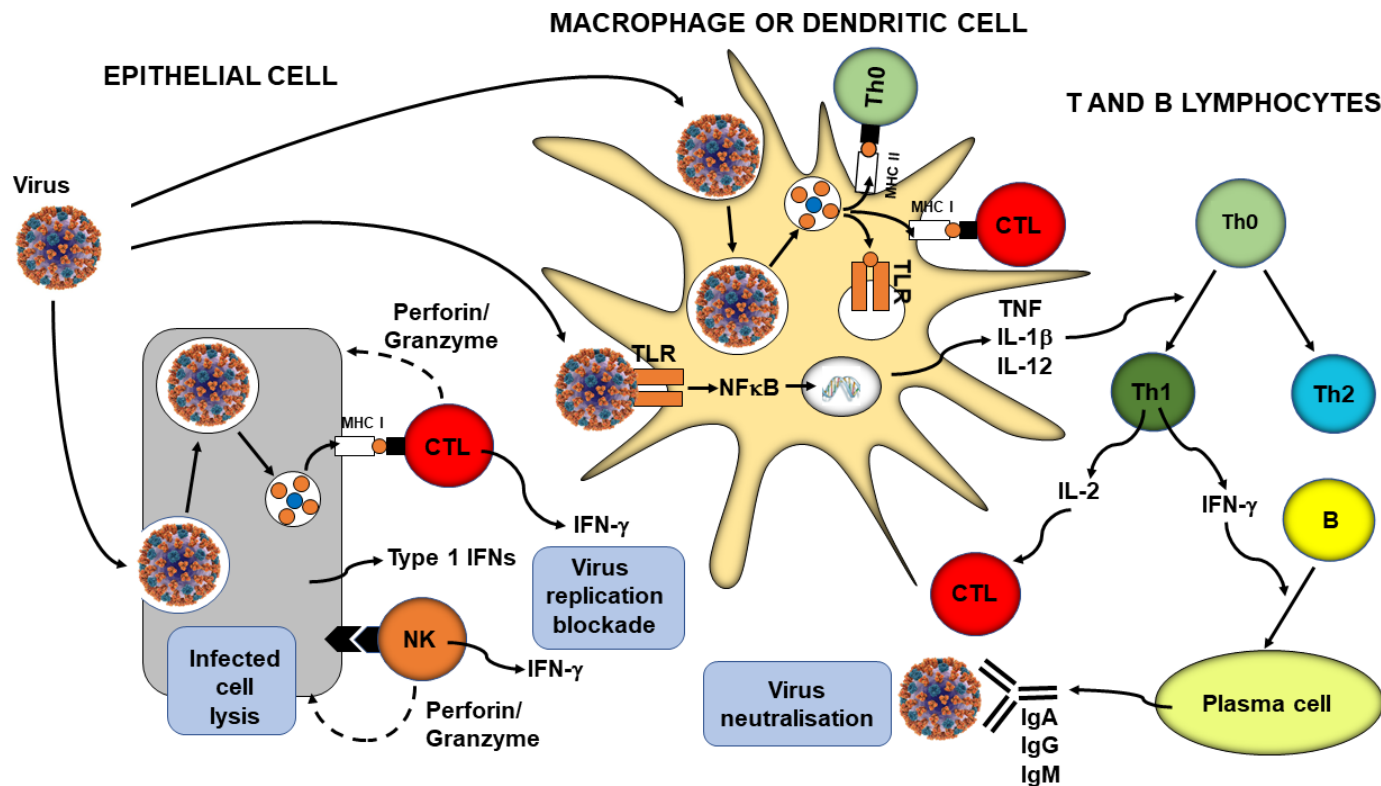 MACROPHAGE OR DENDRITIC CELL
EPITHELIAL CELL
T AND B LYMPHOCYTES
Virus
Th0
MHC II
MHC I
CTL
TLR
TNF
IL-1β
IL-12
TLR
NFκB
Perforin/
Granzyme
MHC I
CTL
IFN-γ
Type 1 IFNs
Virus
replication
blockade
NK
IFN-γ
Infected
cell
lysis
Perforin/
Granzyme
Th0
Th1
Th2
IL-2
IFN-γ
B
CTL
Plasma cell
Virus
neutralisation
IgA
IgG
IgM